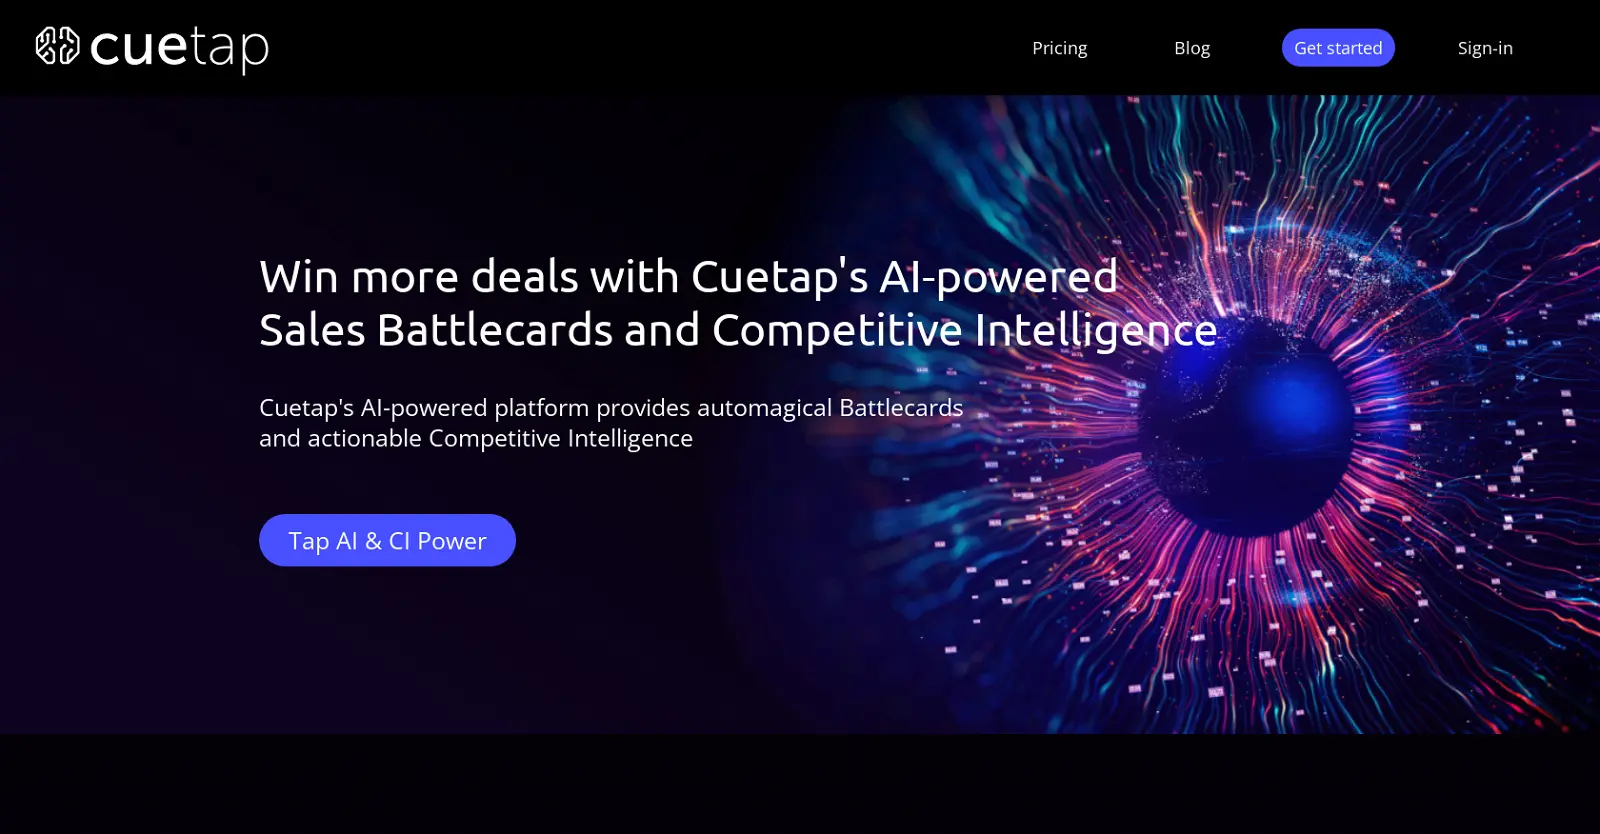 cuetap
Pricing
Blog
Get started
Sign-in
Win more deals with Cuetap's AI-powered
Sales Battlecards and Competitive Intelligence
Cuetap's AI-powered platform provides automagical Battlecards
and actionable Competitive Intelligence
Tap AI & CI Power